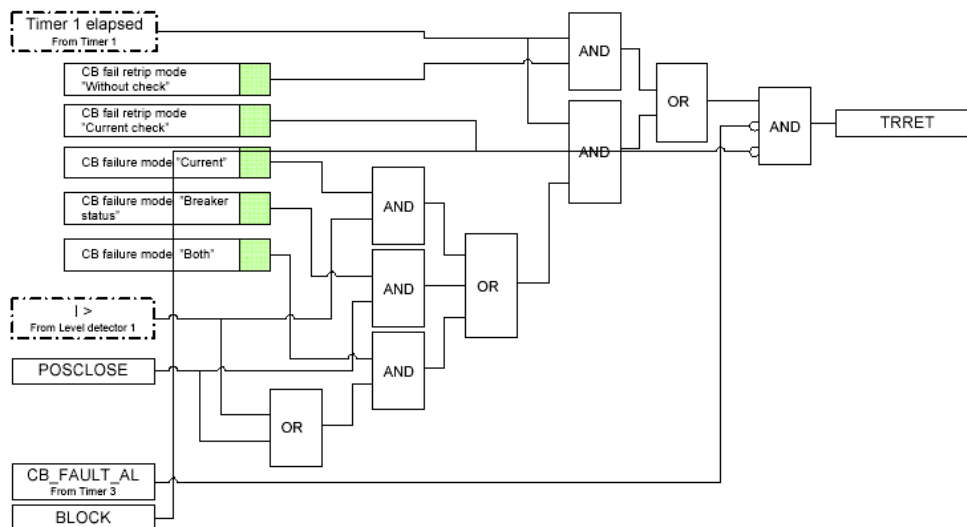 Timer 1 elapsed
From Timer 1
CB fail retrip mode
"Without check"
CB fail retrip mode
"Current check"
CB failure mode "Current"
CB failure mode "Breaker
status"
CB failure mode "Both"
I >
From Level detector 1
POSCLOSE
CB_FAULT_AL
From Timer 3
BLOCK
AND
AND
AND
OR
AND
OR
AND
AND
OR
AND
TRRET